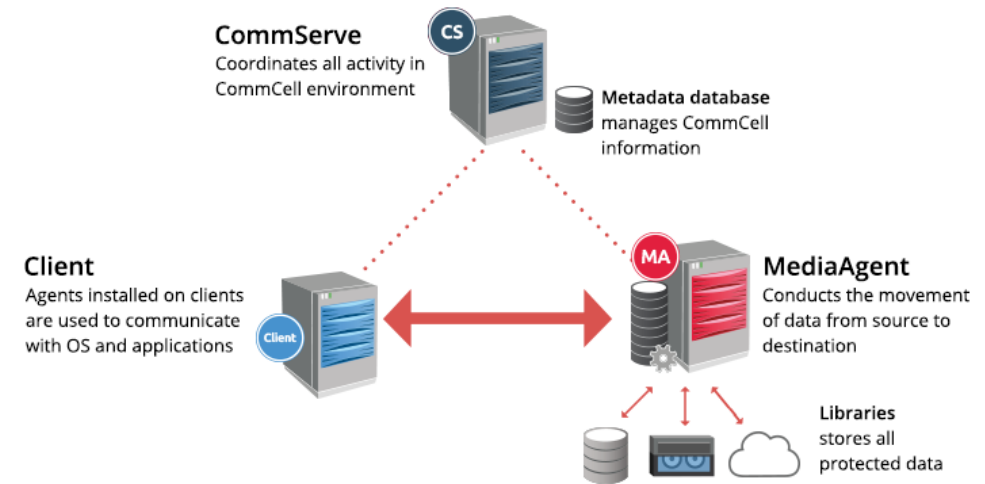 CommServe
Coordinates all activity in
CommCell environment
CS
Metadada database
manages CommCell
information
Client
Agents installed on clients
are used to communicate
with OS and applications
Client
MA
MediaAgent
Conducts the movement
of data from source to
destination
Libraries
stores all
protected data